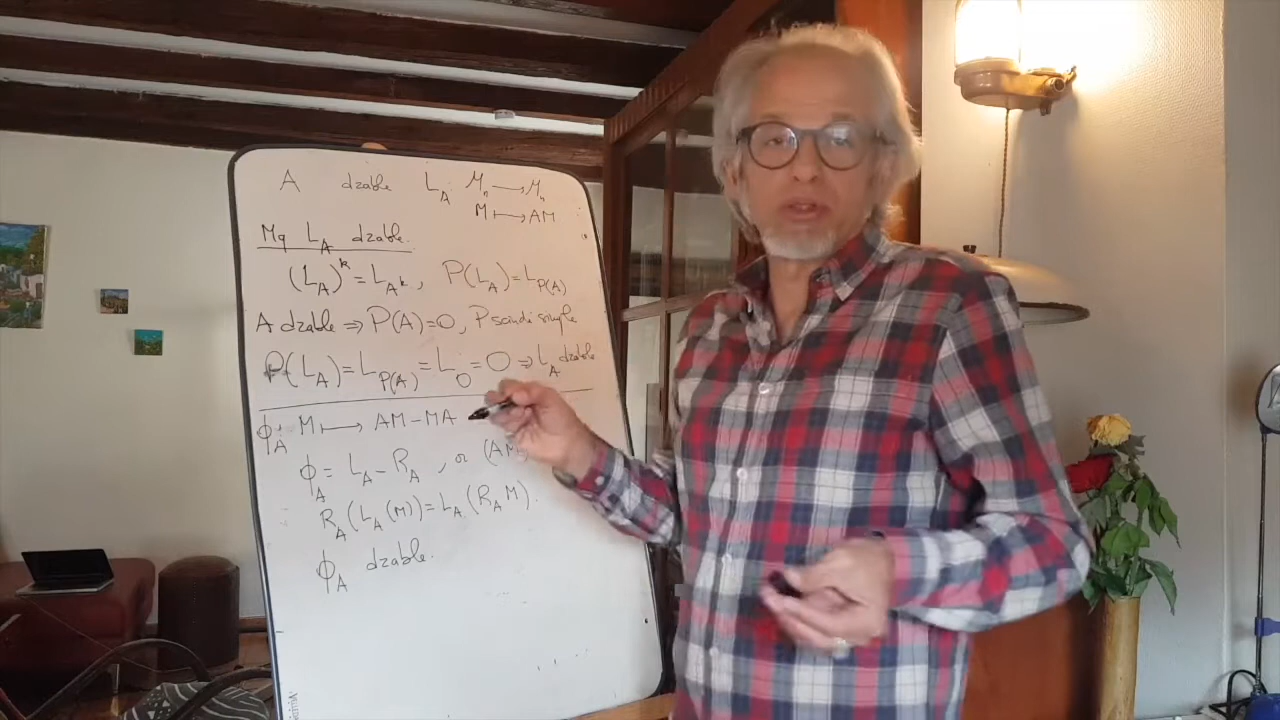 A dzable L_A : M_n ⟶ M_n
M ⟼ AM
Mq L_A dzable.
(L_A)^k = L_{A^k}, P(L_A) = L_{P(A)}
A dzable ⇒ P(A) = 0, P scindé simple
P(L_A) = L_{P(A)} = L_0 = 0 ⇒ L_A dzable
ϕ_A : M ⟼ AM - MA
ϕ_A = L_A - R_A, or (AM
R_A(L_A(M)) = L_A(R_A M).
ϕ_A dzable.